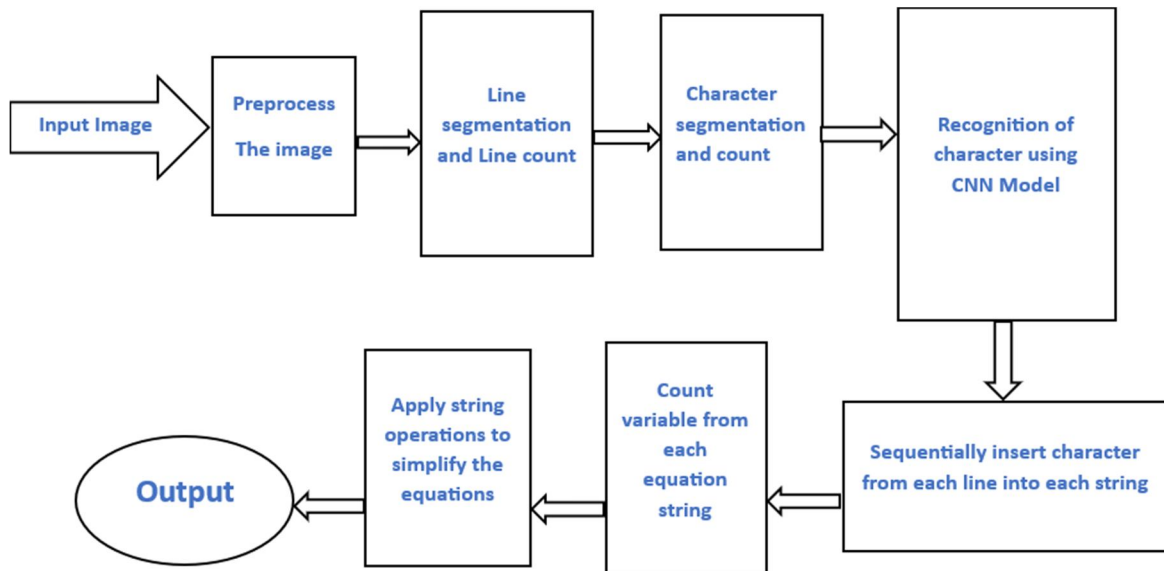 Input Image
Preprocess
The image
Line
segmentation
and Line count
Character
segmentation
and count
Recognition of
character using
CNN Model
Sequentially insert character
from each line into each string
Count
variable from
each
equation
string
Apply string
operations to
simplify the
equations
Output